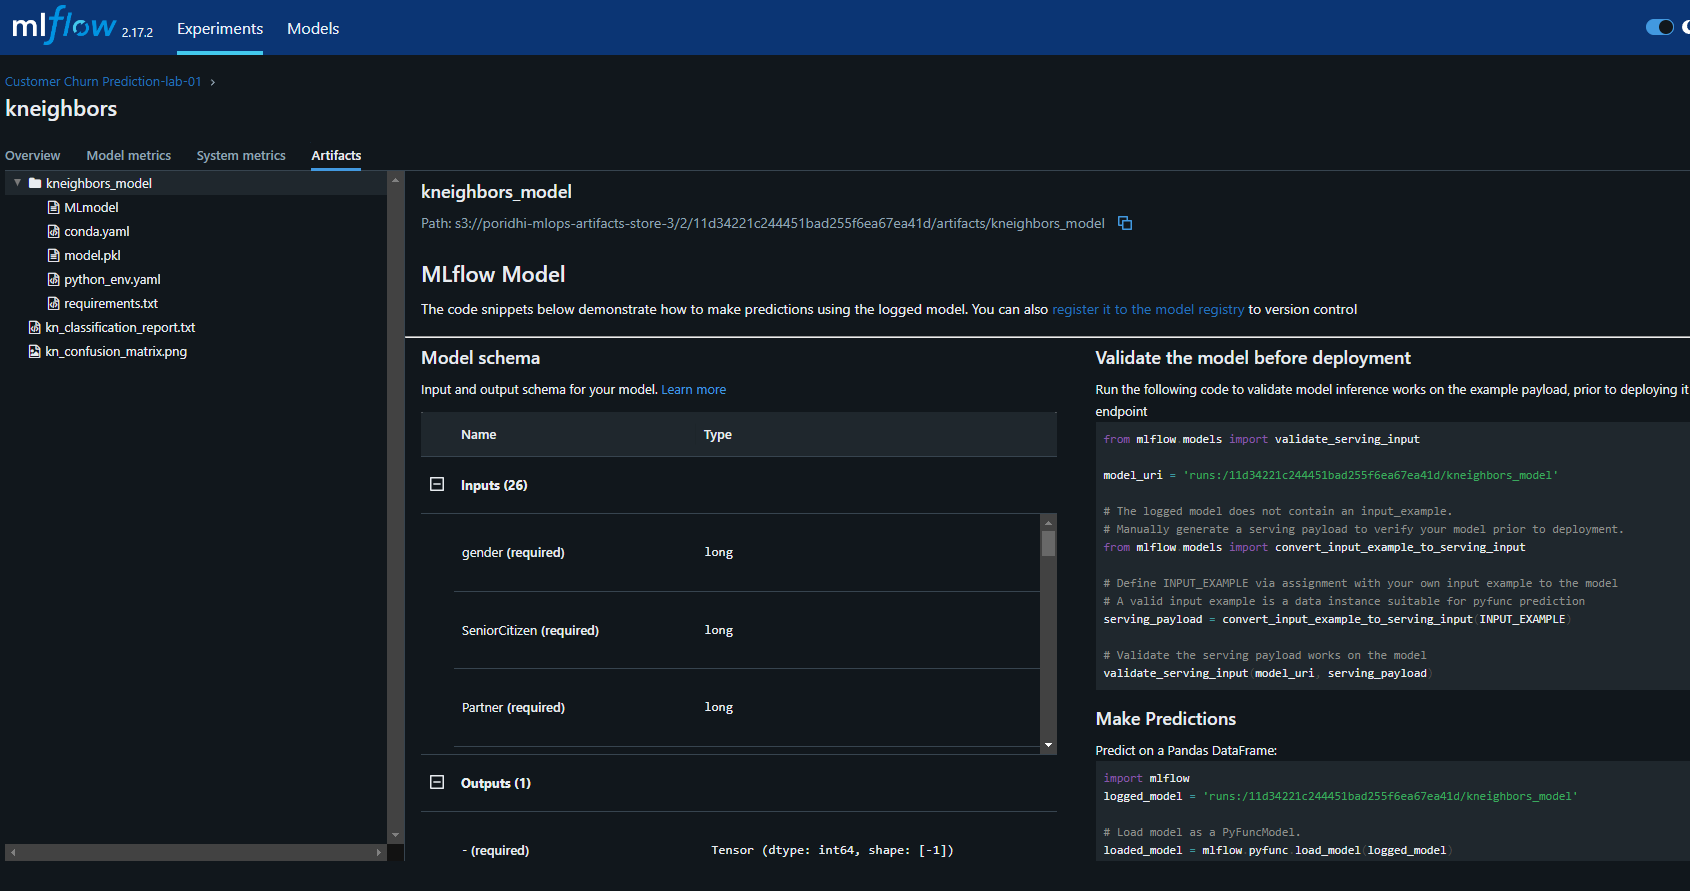 mlflow 2.17.2 Experiments Models
Customer Churn Prediction-lab-01 ›
kneighbors
Overview Model metrics System metrics Artifacts
kneighbors_model
MLmodel
conda.yaml
model.pkl
python_env.yaml
requirements.txt
kn_classification_report.txt
kn_confusion_matrix.png
kneighbors_model
Path: s3://poridhi-mlops-artifacts-store-3/2/11d34221c244451bad255f6ea67ea41d/artifacts/kneighbors_model
MLflow Model
The code snippets below demonstrate how to make predictions using the logged model. You can also register it to the model registry to version control
Model schema
Input and output schema for your model. Learn more
Name Type
Inputs (26)
gender (required) long
SeniorCitizen (required) long
Partner (required) long
Outputs (1)
- (required) Tensor (dtype: int64, shape: [-1])
Validate the model before deployment
Run the following code to validate model inference works on the example payload, prior to deploying it
endpoint
from mlflow.models import validate_serving_input
model_uri = 'runs:/11d34221c244451bad255f6ea67ea41d/kneighbors_model'
# The logged model does not contain an input_example.
# Manually generate a serving payload to verify your model prior to deployment.
from mlflow.models import convert_input_example_to_serving_input
# Define INPUT_EXAMPLE via assignment with your own input example to the model
# A valid input example is a data instance suitable for pyfunc prediction
serving_payload = convert_input_example_to_serving_input(INPUT_EXAMPLE)
# Validate the serving payload works on the model
validate_serving_input(model_uri, serving_payload)
Make Predictions
Predict on a Pandas DataFrame:
import mlflow
logged_model = 'runs:/11d34221c244451bad255f6ea67ea41d/kneighbors_model'
# Load model as a PyFuncModel.
loaded_model = mlflow.pyfunc.load_model(logged_model)